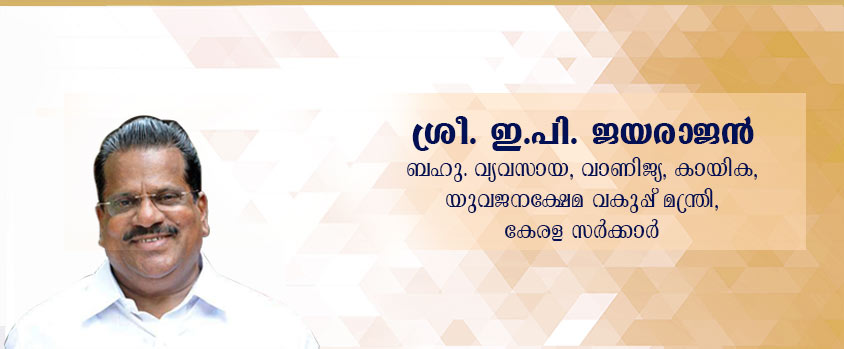 ശ്രീ. ഇ.പി. ജയരാജൻ
ബഹു. വ്യവസായ, വാണിജ്യ, കായിക,
യുവജനക്ഷേമ വകുപ്പ് മന്ത്രി,
കേരള സർക്കാർ